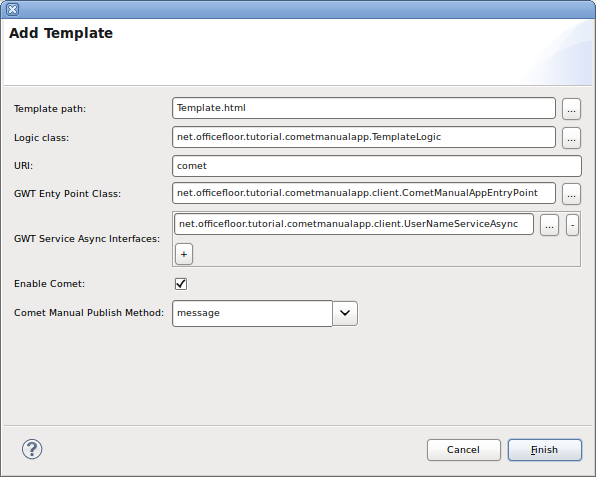 Add Template
Template path: Template.html ...
Logic class: net.officefloor.tutorial.cometmanualapp.TemplateLogic ...
URI: comet
GWT Enty Point Class: net.officefloor.tutorial.cometmanualapp.client.CometManualAppEntryPoint ...
GWT Service Async Interfaces: net.officefloor.tutorial.cometmanualapp.client.UserNameServiceAsync ... -
+
Enable Comet:
Comet Manual Publish Method: message
? Cancel Finish